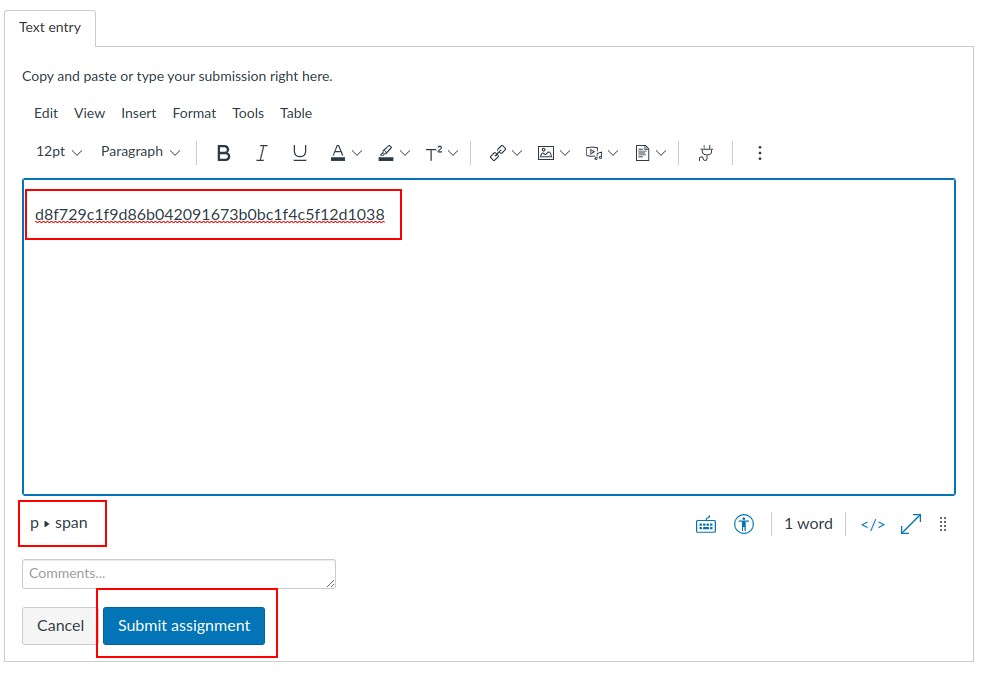 Text entry
Copy and paste or type your submission right here.
Edit View Insert Format Tools Table
12pt Paragraph B I U A T²
d8f729c1f9d86b042091673b0bc1f4c5f12d1038
p ▸ span 1 word </>
Comments...
Cancel Submit assignment